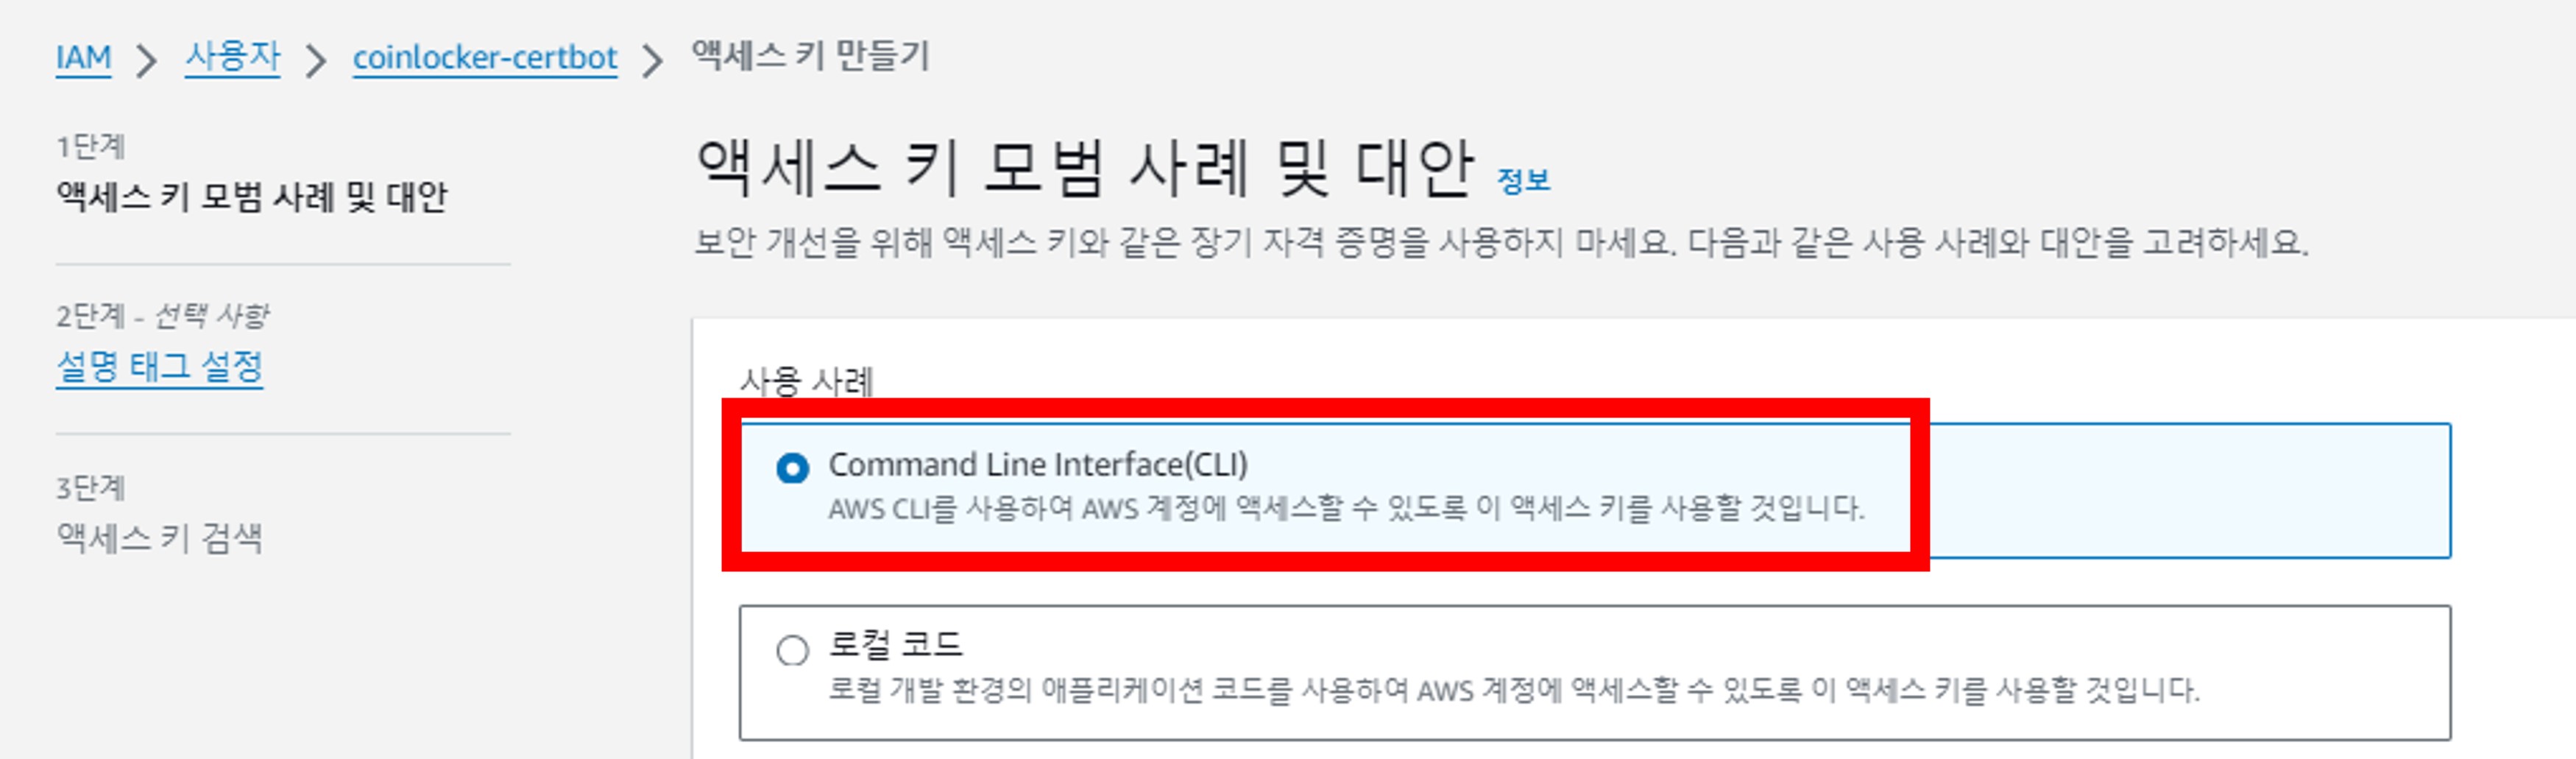 IAM > 사용자 > coinlocker-certbot > 액세스 키 만들기
1단계
액세스 키 모범 사례 및 대안
2단계 - 선택 사항
설명 태그 설정
3단계
액세스 키 검색
액세스 키 모범 사례 및 대안 정보
보안 개선을 위해 액세스 키와 같은 장기 자격 증명을 사용하지 마세요. 다음과 같은 사용 사례와 대안을 고려하세요.
사용 사례
Command Line Interface(CLI)
AWS CLI를 사용하여 AWS 계정에 액세스할 수 있도록 이 액세스 키를 사용할 것입니다.
로컬 코드
로컬 개발 환경의 애플리케이션 코드를 사용하여 AWS 계정에 액세스할 수 있도록 이 액세스 키를 사용할 것입니다.